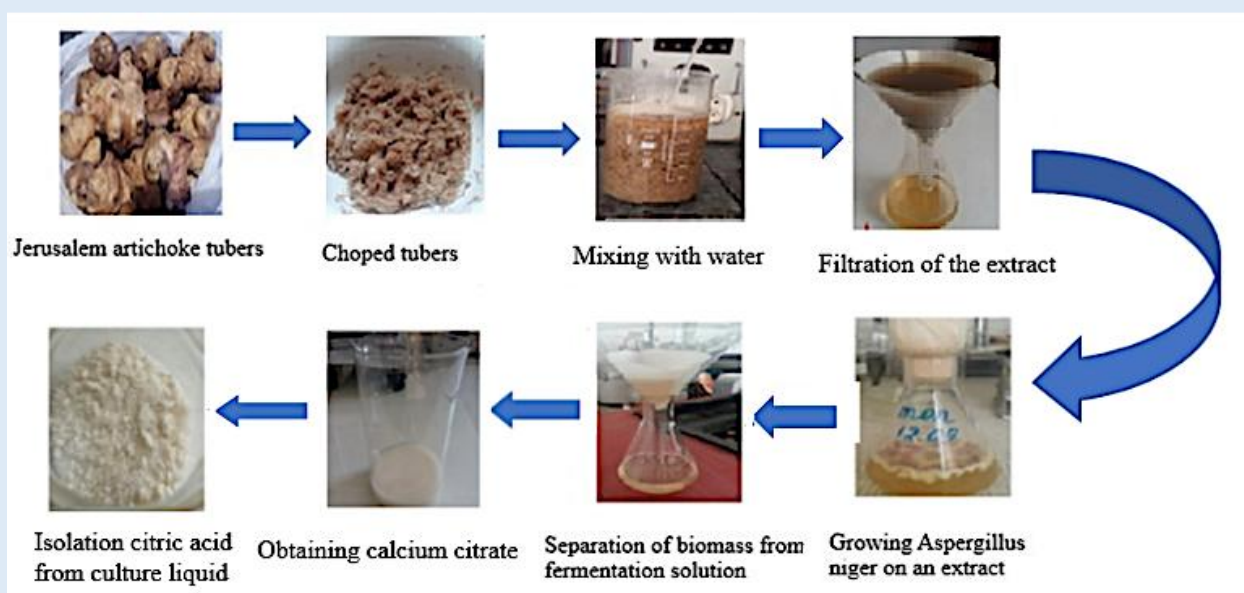 Jerusalem artichoke tubers
Choped tubers
Mixing with water
Filtration of the extract
Growing Aspergillus
niger on an extract
Separation of biomass from
fermentation solution
Obtaining calcium citrate
Isolation citric acid
from culture liquid